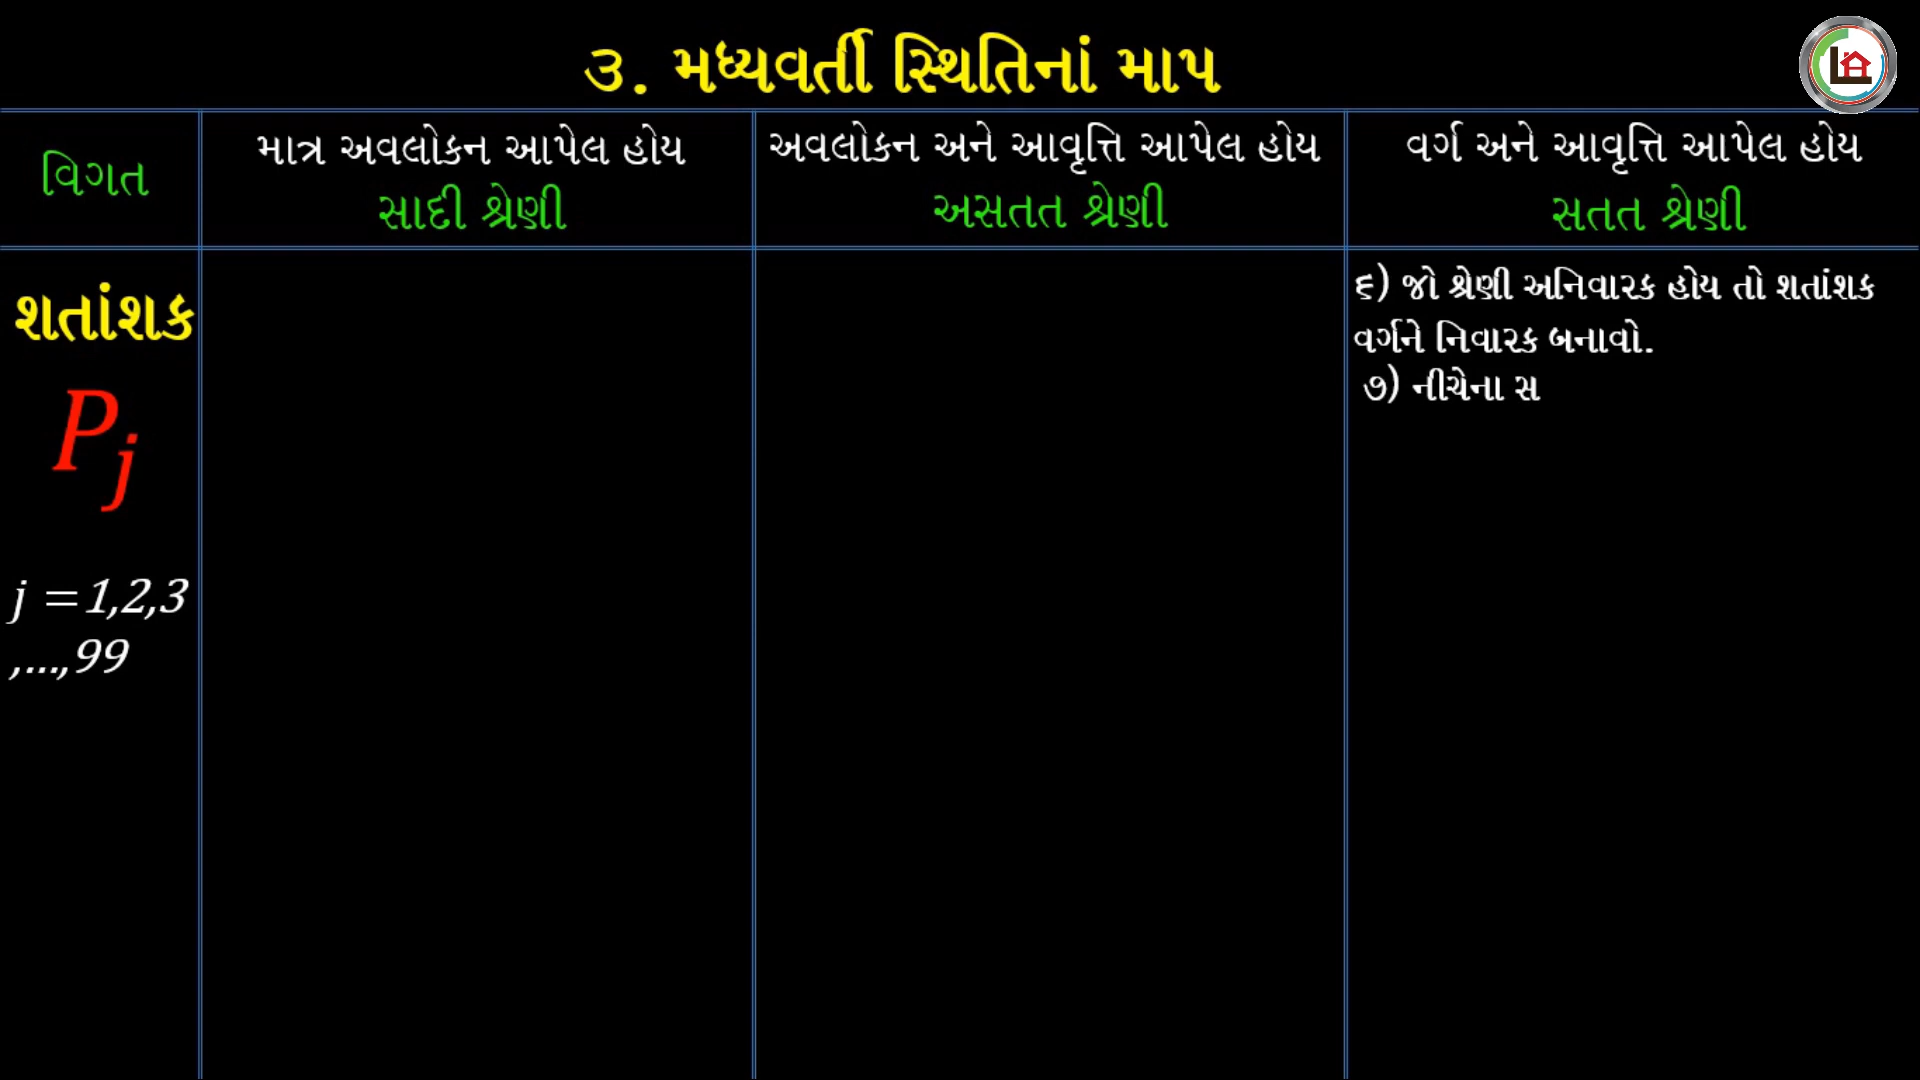 ૩. મધ્યવર્તી સ્થિતિનાં માપ
વિગત
માત્ર અવલોકન આપેલ હોય
સાદી શ્રેણી
અવલોકન અને આવૃત્તિ આપેલ હોય
અસતત શ્રેણી
વર્ગ અને આવૃત્તિ આપેલ હોય
સતત શ્રેણી
શતાંશક
P_j
j =1,2,3
,...,99
૬) જો શ્રેણી અનિવારક હોય તો શતાંશક
વર્ગને નિવારક બનાવો.
૭) નીચેના સ